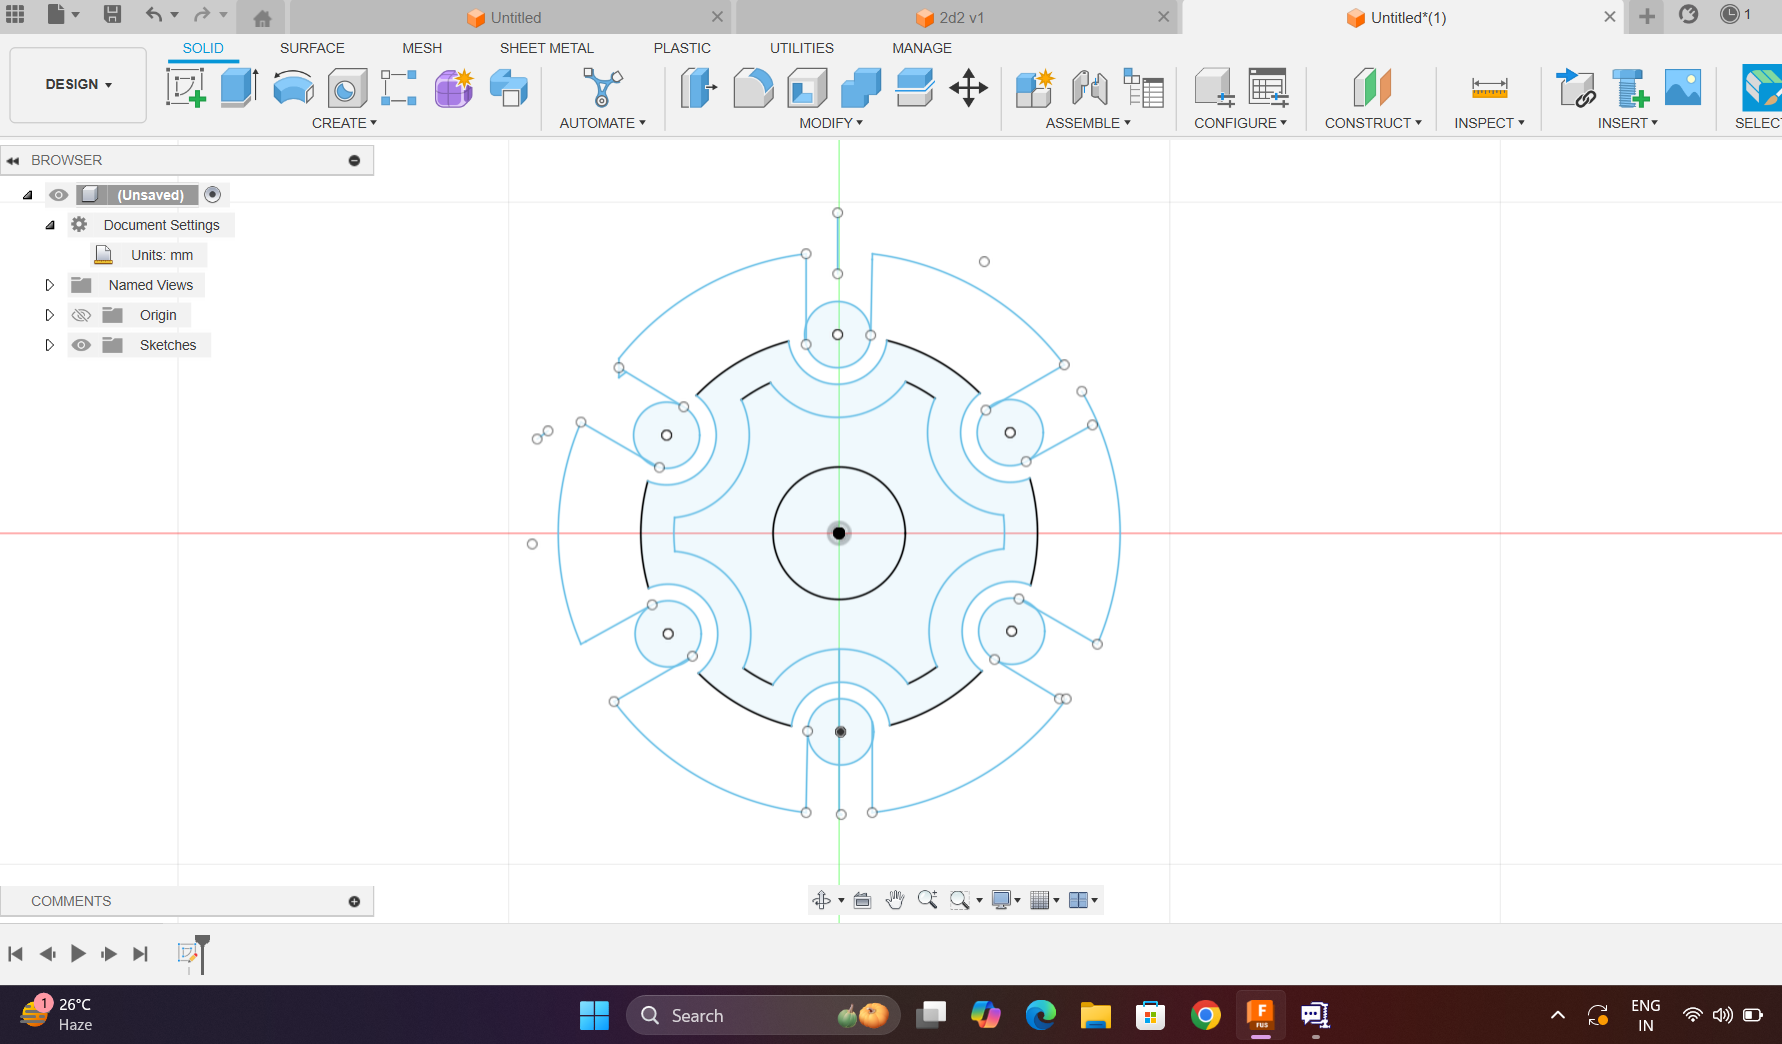 Untitled
2d2 v1
Untitled*(1)
1
DESIGN
SOLID
SURFACE
MESH
SHEET METAL
PLASTIC
UTILITIES
MANAGE
CREATE
AUTOMATE
MODIFY
ASSEMBLE
CONFIGURE
CONSTRUCT
INSPECT
INSERT
SELEC
BROWSER
(Unsaved)
Document Settings
Units: mm
Named Views
Origin
Sketches
COMMENTS
1
26°C
Haze
Search
F
FUS
ENG
IN